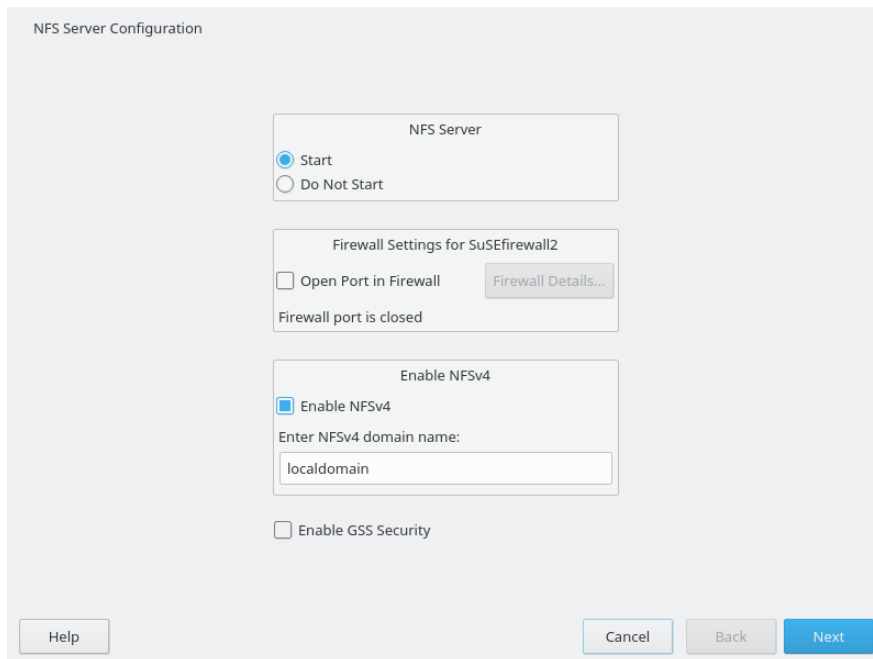 NFS Server Configuration
NFS Server
Start
Do Not Start
Firewall Settings for SuSEfirewall2
Open Port in Firewall
Firewall Details...
Firewall port is closed
Enable NFSv4
Enable NFSv4
Enter NFSv4 domain name:
localdomain
Enable GSS Security
Help
Cancel
Back
Next